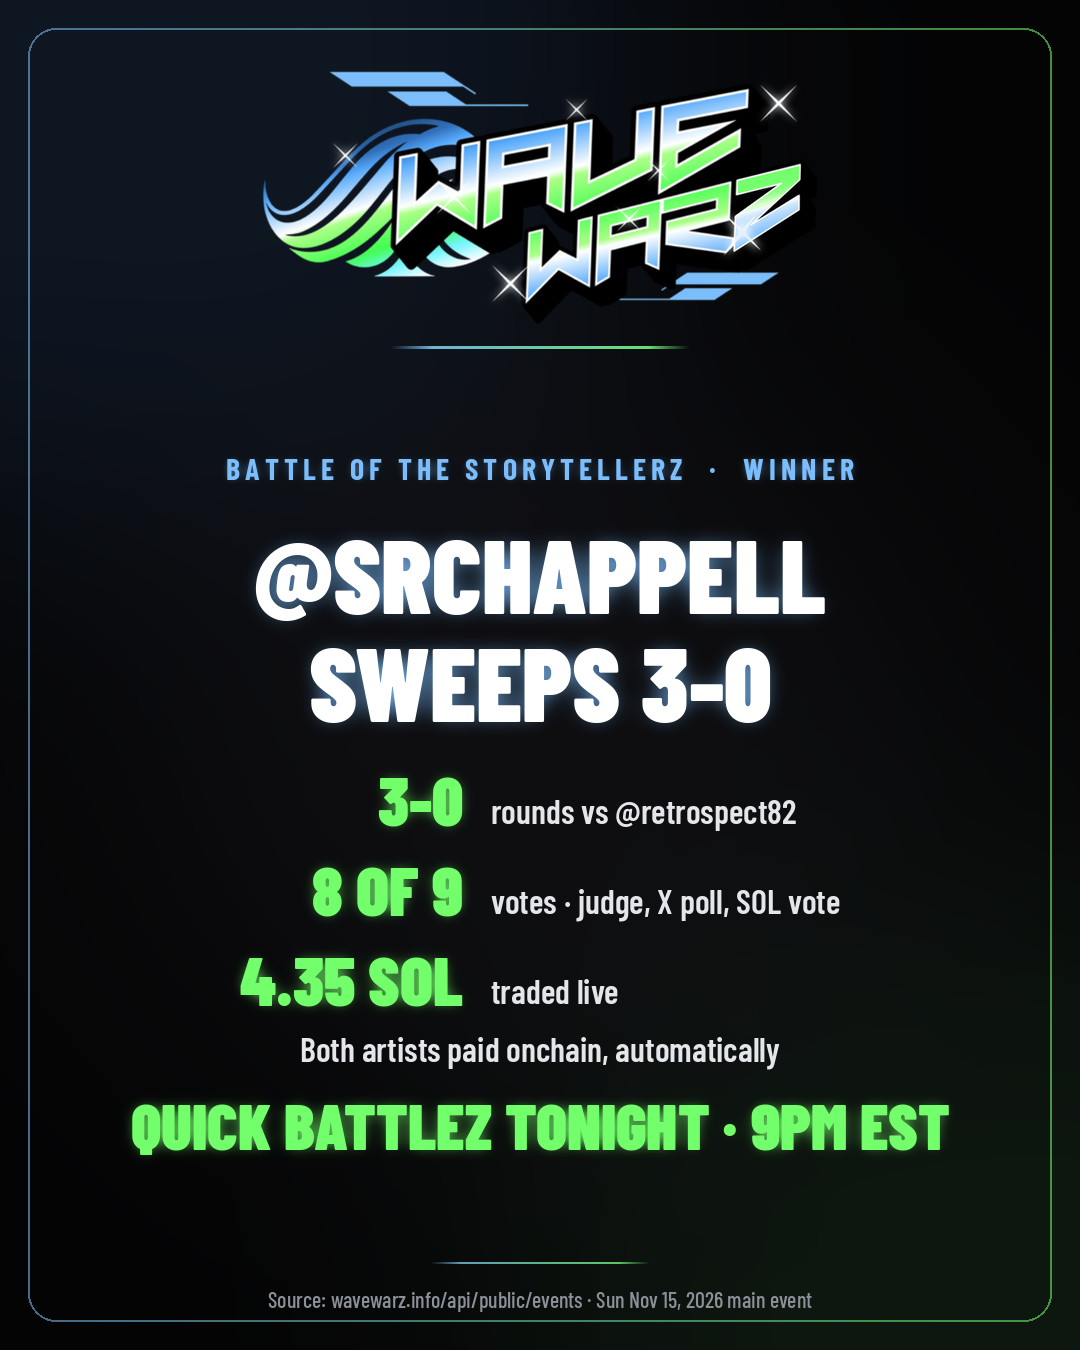 WAVE
WARZ
BATTLE OF THE STORYTELLERZ · WINNER
@SRCHAPPELL
SWEEPS 3-0
3-0 rounds vs @retrospect82
8 OF 9 votes · judge, X poll, SOL vote
4.35 SOL traded live
Both artists paid onchain, automatically
QUICK BATTLEZ TONIGHT · 9PM EST
Source: wavewarz.info/api/public/events · Sun Nov 15, 2026 main event